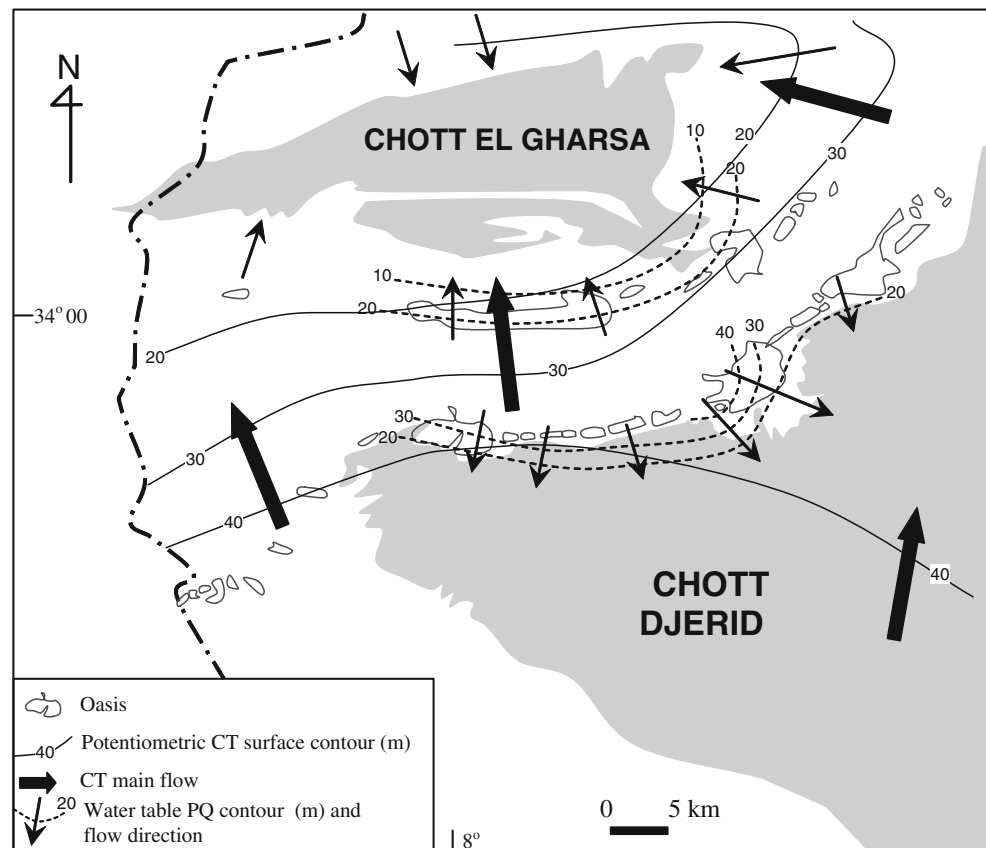 N
CHOTT EL GHARSA
10
20
20
30
10
20
34° 00
20
20
40
30
30
30
20
30
40
40
CHOTT
DJERID
Oasis
40 Potentiometric CT surface contour (m)
CT main flow
20 Water table PQ contour (m) and
flow direction
0 5 km
8°